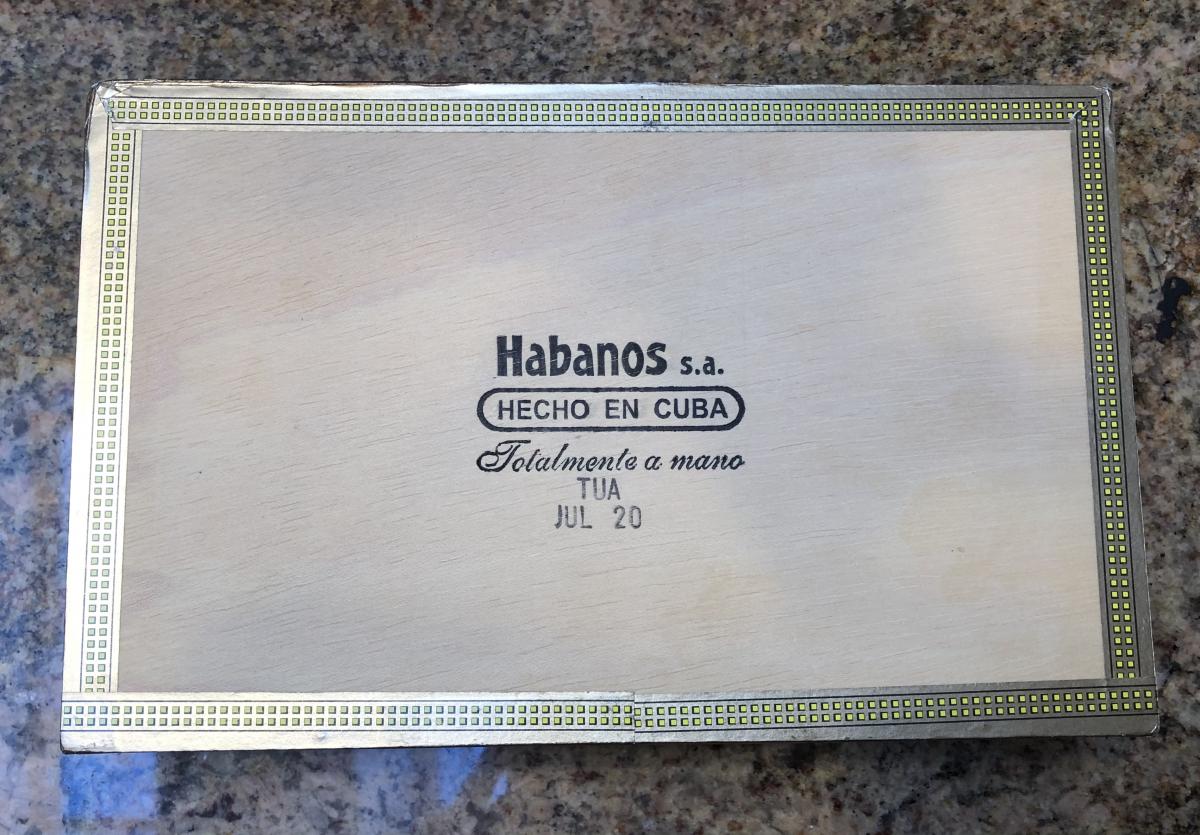 Habanos s.a.
HECHO EN CUBA
Totalmente a mano
TUA
JUL 20